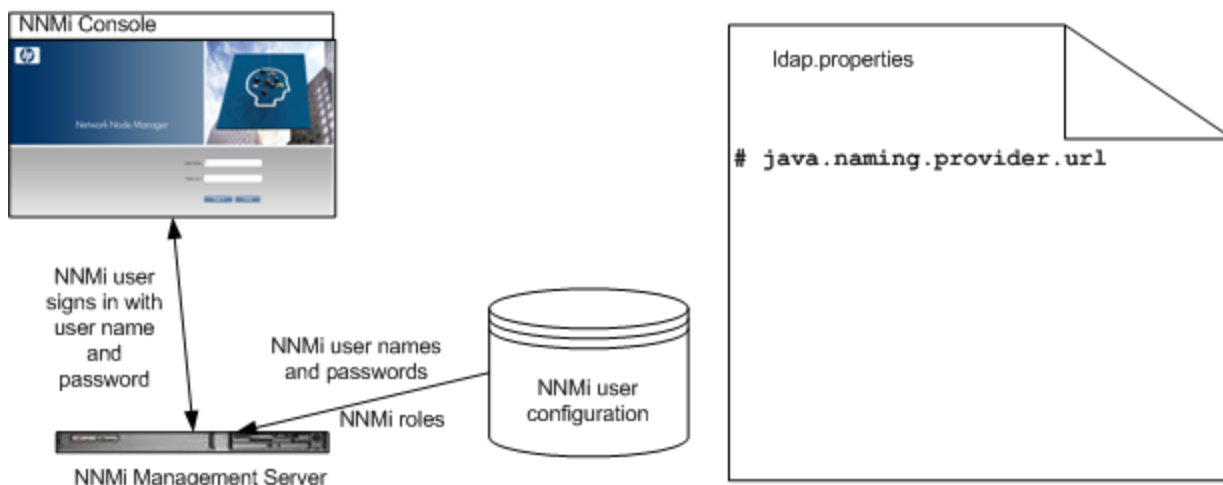 NNMi Console
hp
Network Node Manager
NNMi user
signs in with
user name
and
password
NNMi user names
and passwords
NNMi roles
NNMi user
configuration
NNMi Management Server
ldap.properties
# java.naming.provider.url